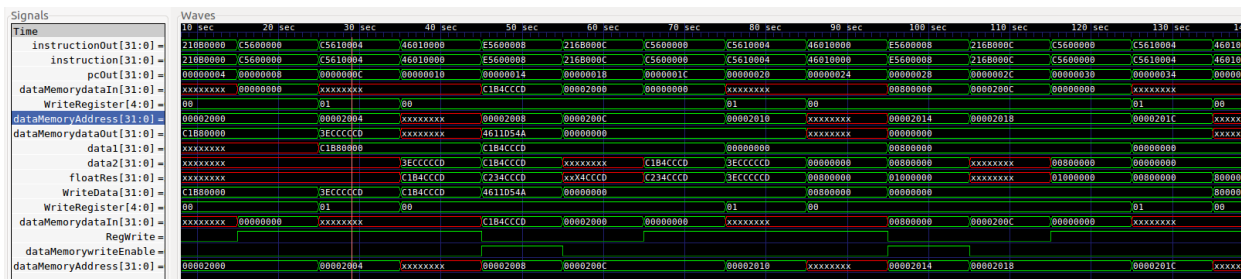 Signals
Waves
Time
10 sec 20 sec 30 sec 40 sec 50 sec 60 sec 70 sec 80 sec 90 sec 100 sec 110 sec 120 sec 130 sec 14
instructionOut[31:0] = 210B0000 C5600000 C5610004 46010000 E5600008 216B000C C5600000 C5610004 46010000 E5600008 216B000C C5600000 C5610004 46010
instruction[31:0] = 210B0000 C5600000 C5610004 46010000 E5600008 216B000C C5600000 C5610004 46010000 E5600008 216B000C C5600000 C5610004 46010
pcOut[31:0] = 00000004 00000008 0000000C 00000010 00000014 00000018 0000001C 00000020 00000024 00000028 0000002C 00000030 00000034 00000
dataMemorydataIn[31:0] = xxxxxxxx 00000000 xxxxxxxx C1B4CCCD 00002000 00000000 xxxxxxxx 00800000 0000200C 00000000 xxxxxxxx
WriteRegister[4:0] = 00 01 00 01 00 01 00
dataMemoryAddress[31:0] = 00002000 00002004 xxxxxxxx 00002008 0000200C 00002010 xxxxxxxx 00002014 00002018 0000201C xxxxx
dataMemorydataOut[31:0] = C1B80000 3ECCCCCD xxxxxxxx 4611D54A 00000000 xxxxxxxx 00000000 xxxxx
data1[31:0] = xxxxxxxx C1B80000 C1B4CCCD 00000000 00800000 00000000
data2[31:0] = xxxxxxxx 3ECCCCCD C1B4CCCD xxxxxxxx C1B4CCCD 3ECCCCCD 00000000 00800000 xxxxxxxx 00800000 00000000
floatRes[31:0] = xxxxxxxx C1B4CCCD C234CCCD xxX4CCCD C234CCCD 3ECCCCCD 00800000 01000000 xxxxxxxx 01000000 00800000 80000
WriteData[31:0] = C1B80000 3ECCCCCD C1B4CCCD 4611D54A 00000000 00800000 00000000 80000
WriteRegister[4:0] = 00 01 00 01 00 01 00
dataMemorydataIn[31:0] = xxxxxxxx 00000000 xxxxxxxx C1B4CCCD 00002000 00000000 xxxxxxxx 00800000 0000200C 00000000 xxxxxxxx
RegWrite =
dataMemorywriteEnable =
dataMemoryAddress[31:0] = 00002000 00002004 xxxxxxxx 00002008 0000200C 00002010 xxxxxxxx 00002014 00002018 0000201C xxxxx